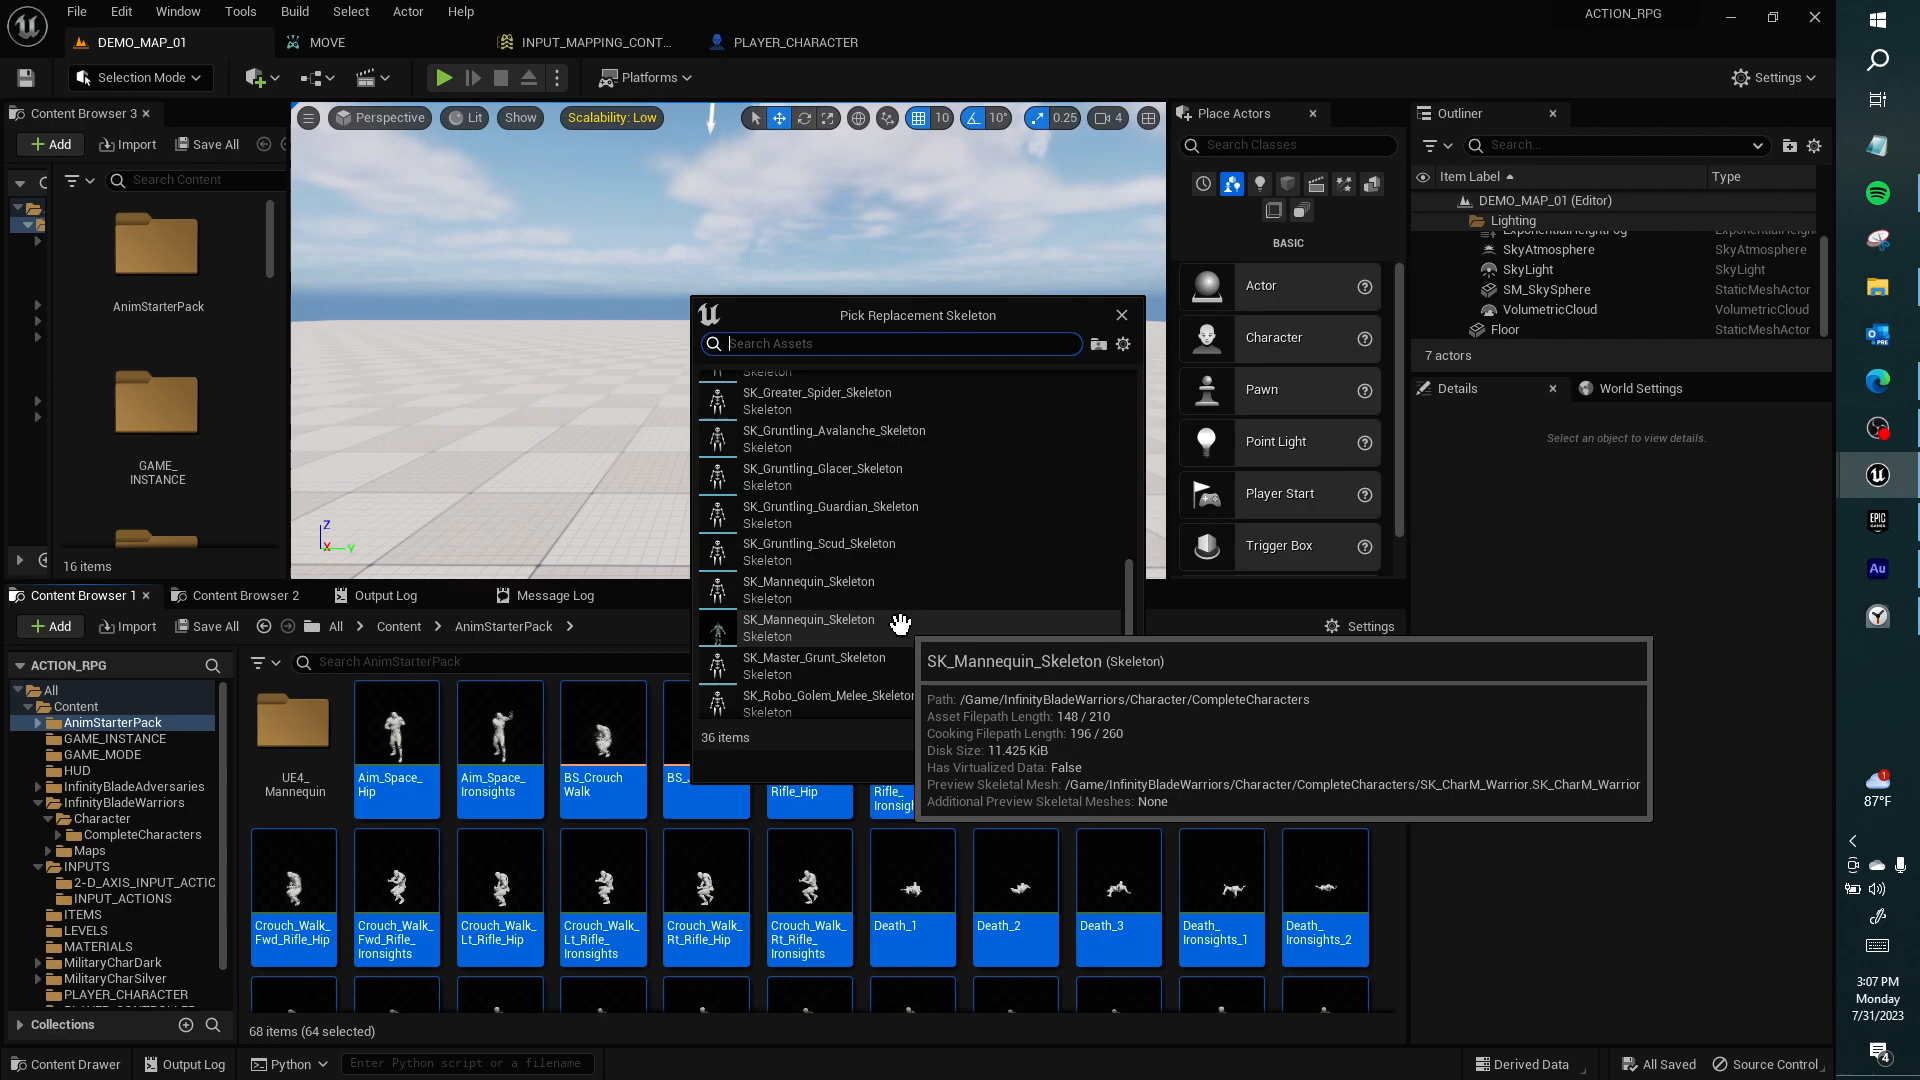 File Edit Window Tools Build Select Actor Help
ACTION_RPG
DEMO_MAP_01
MOVE
INPUT_MAPPING_CONT...
PLAYER_CHARACTER
Selection Mode
Platforms
Settings
Content Browser 3
Add Import Save All
Search Content
AnimStarterPack
GAME_
INSTANCE
16 items
Perspective Lit Show Scalability: Low 10 10° 0.25 4
Z
X Y
Place Actors
Search Classes
BASIC
Actor
Character
Pawn
Point Light
Player Start
Trigger Box
Outliner
Search...
Item Label Type
DEMO_MAP_01 (Editor)
Lighting
SkyAtmosphere SkyAtmosphere
SkyLight SkyLight
SM_SkySphere StaticMeshActor
VolumetricCloud VolumetricCloud
Floor StaticMeshActor
7 actors
Details
World Settings
Select an object to view details.
Pick Replacement Skeleton
Search Assets
Skeleton
SK_Greater_Spider_Skeleton
Skeleton
SK_Gruntling_Avalanche_Skeleton
Skeleton
SK_Gruntling_Glacer_Skeleton
Skeleton
SK_Gruntling_Guardian_Skeleton
Skeleton
SK_Gruntling_Scud_Skeleton
Skeleton
SK_Mannequin_Skeleton
Skeleton
SK_Mannequin_Skeleton
Skeleton
SK_Master_Grunt_Skeleton
Skeleton
SK_Robo_Golem_Melee_Skeleton
Skeleton
36 items
SK_Mannequin_Skeleton (Skeleton)
Path: /Game/InfinityBladeWarriors/Character/CompleteCharacters
Asset Filepath Length: 148 / 210
Cooking Filepath Length: 196 / 260
Disk Size: 11.425 KiB
Has Virtualized Data: False
Preview Skeletal Mesh: /Game/InfinityBladeWarriors/Character/CompleteCharacters/SK_CharM_Warrior.SK_CharM_Warrior
Additional Preview Skeletal Meshes: None
Content Browser 1
Content Browser 2
Output Log
Message Log
Add Import Save All
All Content AnimStarterPack
Settings
ACTION_RPG
Search AnimStarterPack
All
Content
AnimStarterPack
GAME_INSTANCE
GAME_MODE
HUD
InfinityBladeAdversaries
InfinityBladeWarriors
Character
CompleteCharacters
Maps
INPUTS
2-D_AXIS_INPUT_ACTIO
INPUT_ACTIONS
ITEMS
LEVELS
MATERIALS
MilitaryCharDark
MilitaryCharSilver
PLAYER_CHARACTER
Collections
UE4_
Mannequin
Aim_Space_
Hip
Aim_Space_
Ironsights
BS_Crouch
Walk
BS_
Rifle_Hip
Rifle_
Ironsigh
Crouch_Walk_
Fwd_Rifle_Hip
Crouch_Walk_
Fwd_Rifle_
Ironsights
Crouch_Walk_
Lt_Rifle_Hip
Crouch_Walk_
Lt_Rifle_
Ironsights
Crouch_Walk_
Rt_Rifle_Hip
Crouch_Walk_
Rt_Rifle_
Ironsights
Death_1
Death_2
Death_3
Death_
Ironsights_1
Death_
Ironsights_2
68 items (64 selected)
Content Drawer
Output Log
Python
Enter Python script or a filename
Derived Data
All Saved
Source Control
PRE
EPIC
GAMES
Au
1
87°F
3:07 PM
Monday
7/31/2023
4